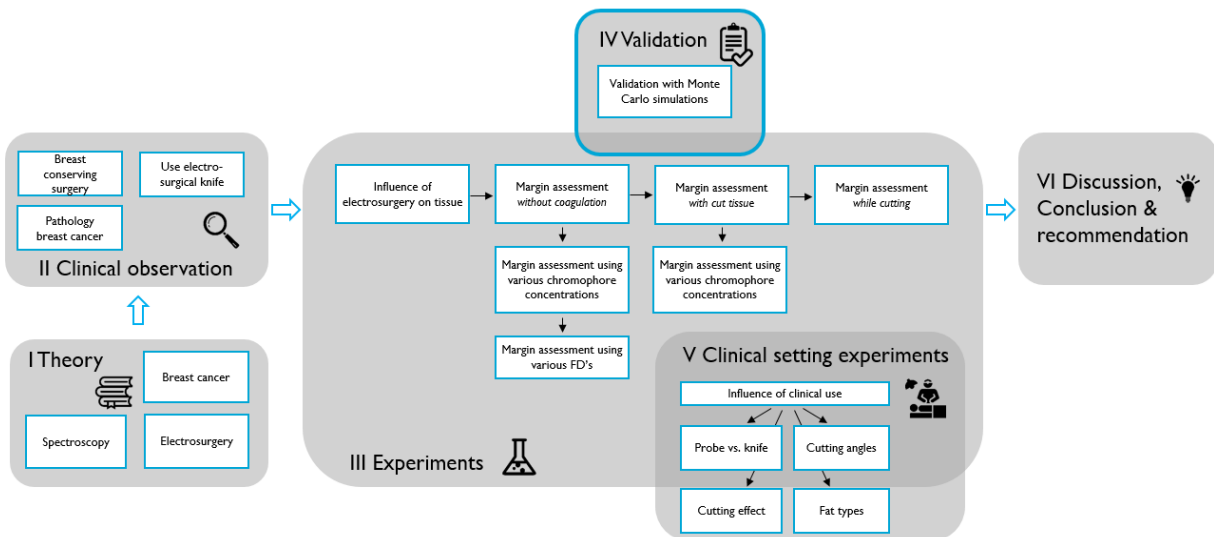 IV Validation
Validation with Monte
Carlo simulations
Breast
conserving
surgery
Use electro-
surgical knife
Pathology
breast cancer
II Clinical observation
I Theory
Breast cancer
Spectroscopy
Electrosurgery
Influence of
electrosurgery on tissue
Margin assessment
without coagulation
Margin assessment
with cut tissue
Margin assessment
while cutting
Margin assessment using
various chromophore
concentrations
Margin assessment using
various chromophore
concentrations
Margin assessment using
various FD's
III Experiments
V Clinical setting experiments
Influence of clinical use
Probe vs. knife
Cutting angles
Cutting effect
Fat types
VI Discussion,
Conclusion &
recommendation